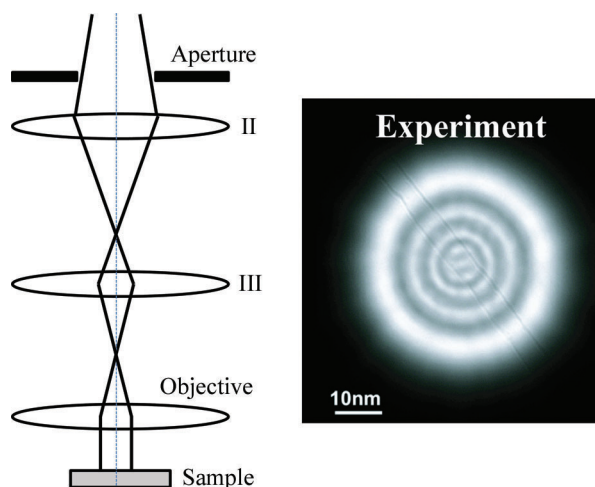 Aperture
II
III
Objective
Sample
Experiment
10nm